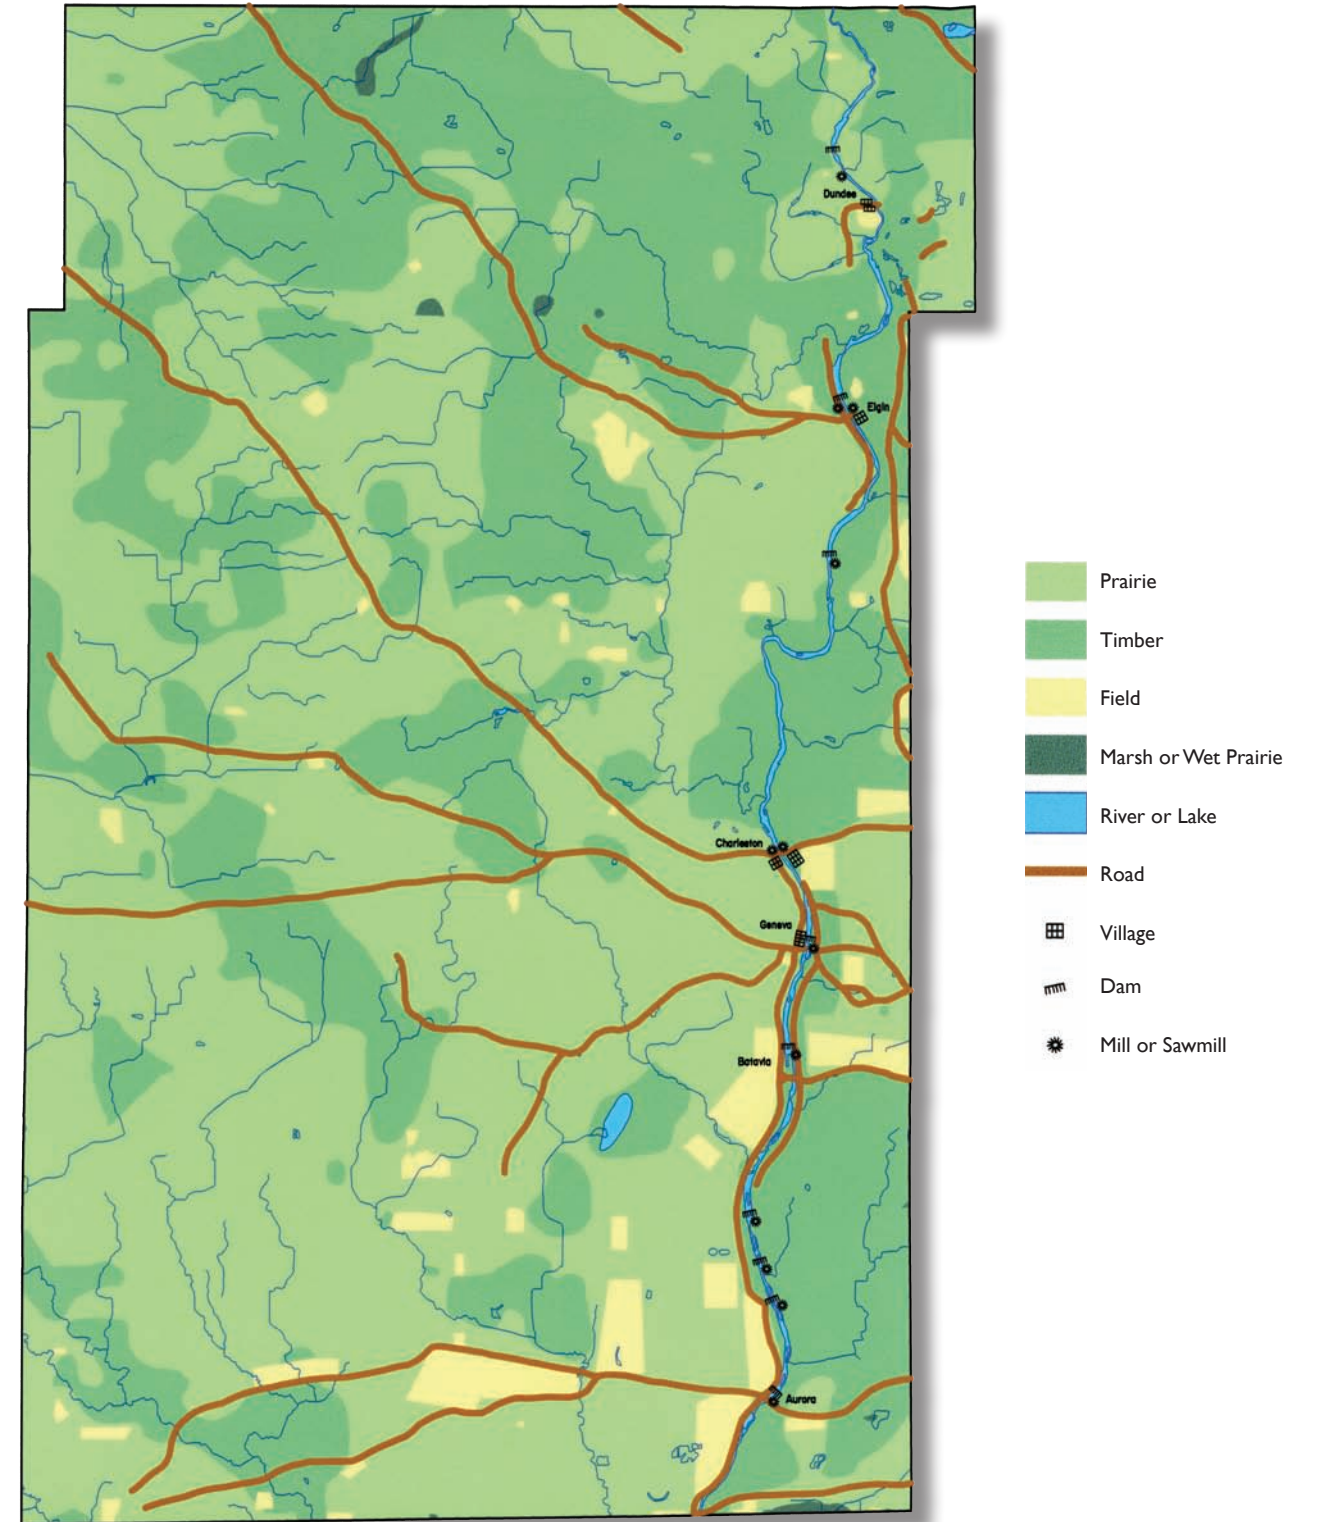 Dundee
Elgin
Charleston
Geneva
Batavia
Aurora
Prairie
Timber
Field
Marsh or Wet Prairie
River or Lake
Road
Village
Dam
Mill or Sawmill